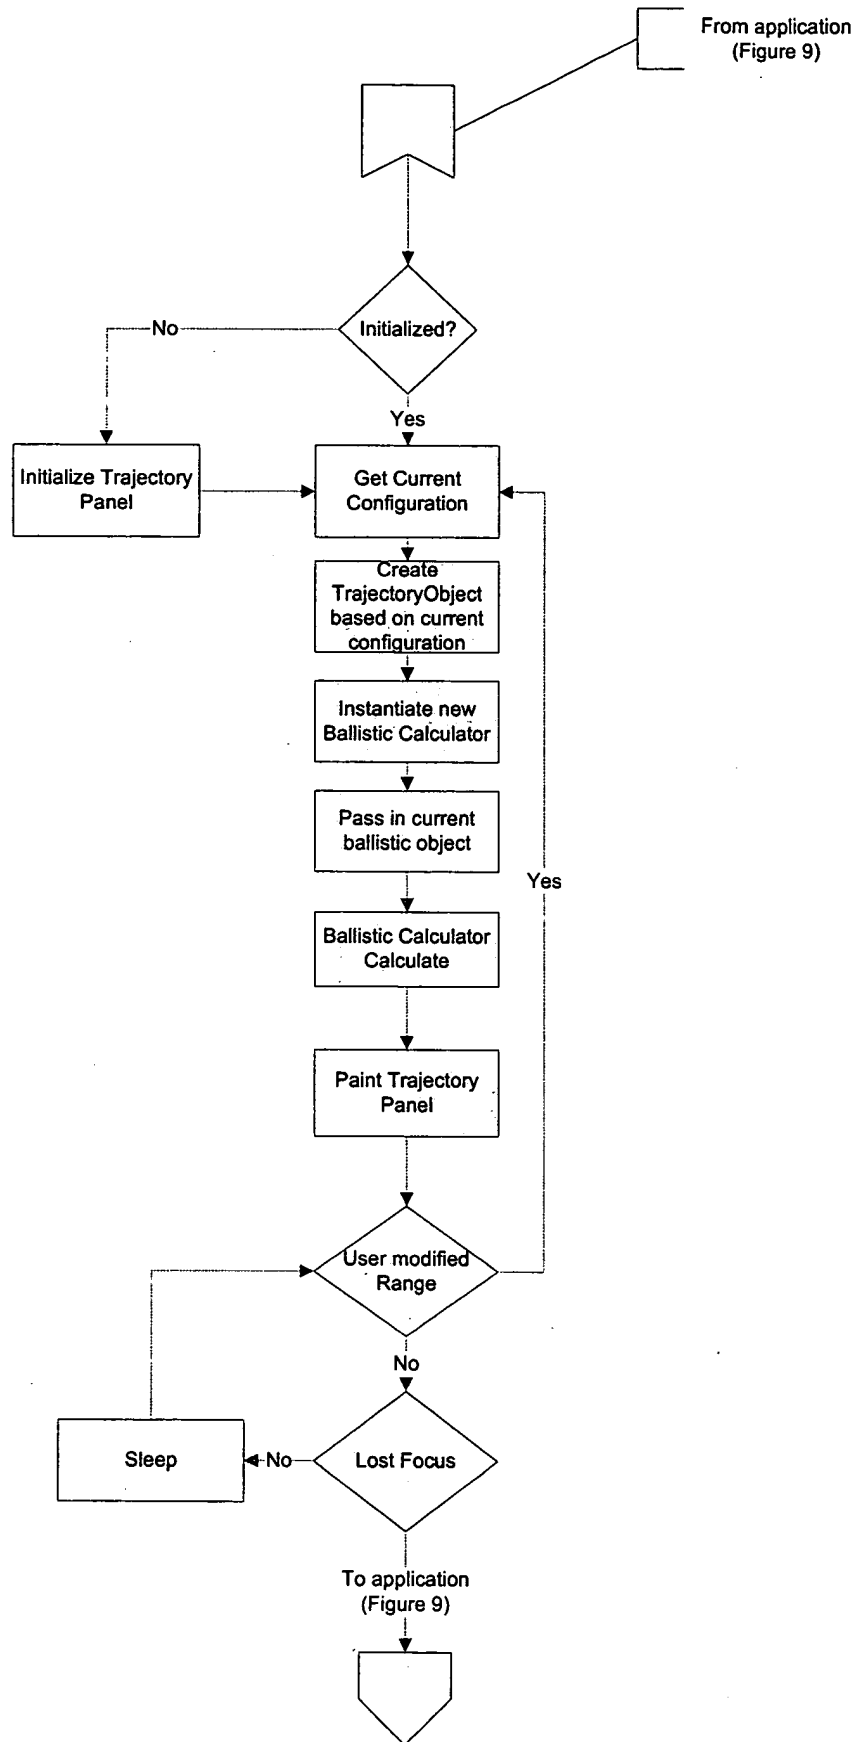 From application
(Figure 9)
Initialized?
No
Yes
Initialize Trajectory
Panel
Get Current
Configuration
Create
TrajectoryObject
based on current
configuration
Instantiate new
Ballistic Calculator
Pass in current
ballistic object
Yes
Ballistic Calculator
Calculate
Paint Trajectory
Panel
User modified
Range
No
Sleep
No
Lost Focus
To application
(Figure 9)